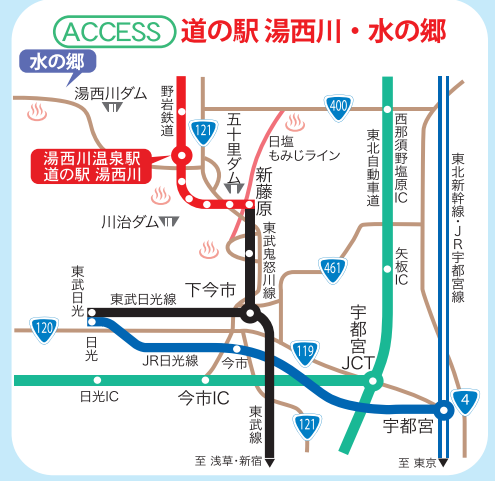 ACCESS 道の駅 湯西川・水の郷
水の郷
湯西川ダム
野岩鉄道
121
五十里ダム
400
日塩
もみじライン
西那須野塩原IC
東北自動車道
湯西川温泉駅
道の駅 湯西川
新藤原
東北新幹線・JR宇都宮線
川治ダム
東武鬼怒川線
矢板IC
461
東武日光
下今市
東武日光線
宇都宮
JCT
120
日光
JR日光線
今市
119
日光IC
今市IC
4
東武線
121
宇都宮
至 浅草・新宿
至 東京